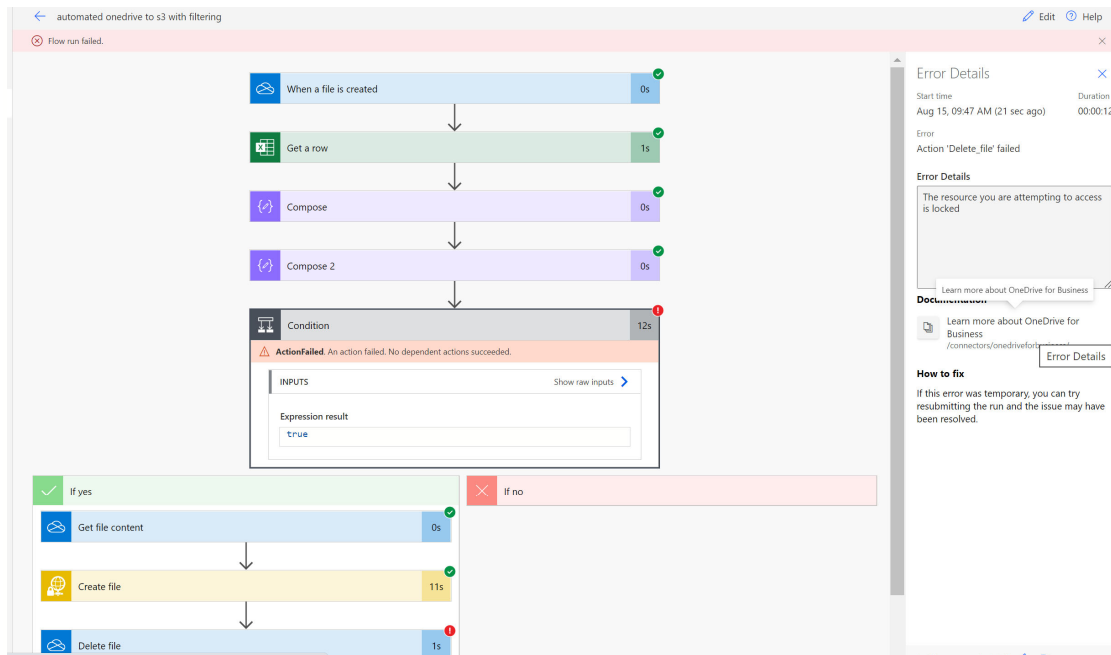 automated onedrive to s3 with filtering
Edit
Help
Flow run failed.
When a file is created
0s
Get a row
1s
Compose
0s
Compose 2
0s
Condition
12s
ActionFailed. An action failed. No dependent actions succeeded.
INPUTS
Show raw inputs
Expression result
true
If yes
If no
Get file content
0s
Create file
11s
Delete file
1s
Error Details
Start time
Duration
Aug 15, 09:47 AM (21 sec ago)
00:00:12
Error
Action 'Delete_file' failed
Error Details
The resource you are attempting to access
is locked
Learn more about OneDrive for Business
Documentation
Learn more about OneDrive for
Business
Error Details
How to fix
If this error was temporary, you can try
resubmitting the run and the issue may have
been resolved.